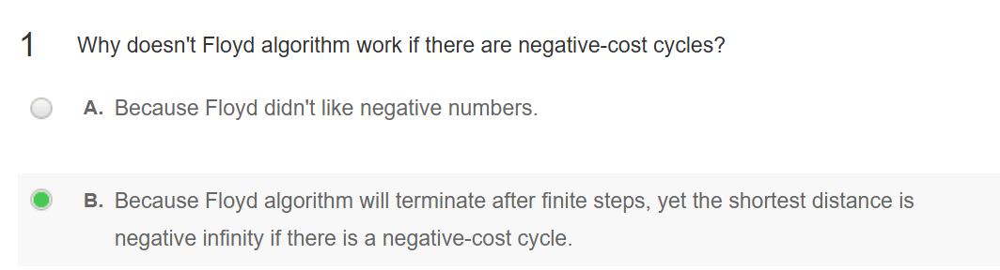 1 Why doesn't Floyd algorithm work if there are negative-cost cycles?
A. Because Floyd didn't like negative numbers.
B. Because Floyd algorithm will terminate after finite steps, yet the shortest distance is
negative infinity if there is a negative-cost cycle.